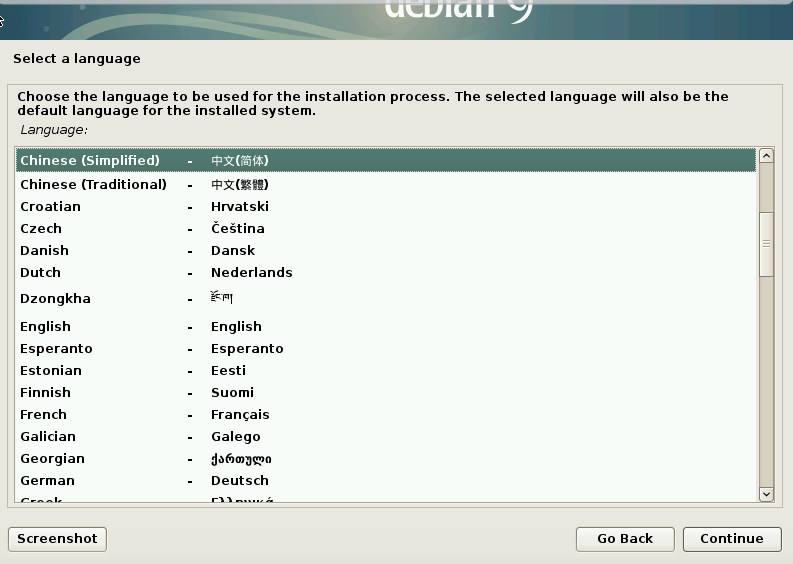 debian 9
Select a language
Choose the language to be used for the installation process. The selected language will also be the
default language for the installed system.
Language:
Chinese (Simplified) - 中文(简体)
Chinese (Traditional) - 中文(繁體)
Croatian - Hrvatski
Czech - Čeština
Danish - Dansk
Dutch - Nederlands
Dzongkha - རྫོང་ཁ།
English - English
Esperanto - Esperanto
Estonian - Eesti
Finnish - Suomi
French - Français
Galician - Galego
Georgian - ქართული
German - Deutsch
Greek - Ελληνικά
Screenshot Go Back Continue